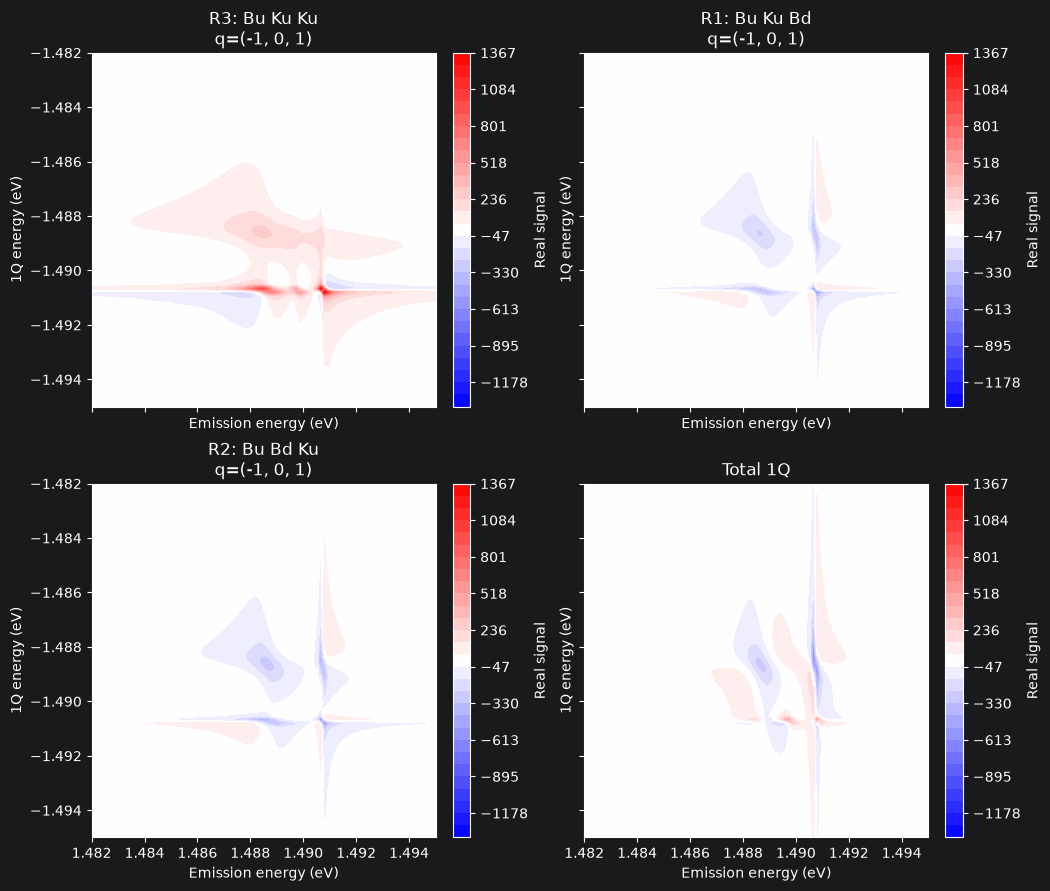 R3: Bu Ku Ku
q=(-1, 0, 1)
−1.482
−1.484
−1.486
−1.488
−1.490
−1.492
−1.494
1Q energy (eV)
Emission energy (eV)
1367
1084
801
518
236
−47
−330
−613
−895
−1178
Real signal
R1: Bu Ku Bd
q=(-1, 0, 1)
1Q energy (eV)
Emission energy (eV)
1367
1084
801
518
236
−47
−330
−613
−895
−1178
Real signal
R2: Bu Bd Ku
q=(-1, 0, 1)
−1.482
−1.484
−1.486
−1.488
−1.490
−1.492
−1.494
1Q energy (eV)
1.482 1.484 1.486 1.488 1.490 1.492 1.494
Emission energy (eV)
1367
1084
801
518
236
−47
−330
−613
−895
−1178
Real signal
Total 1Q
1Q energy (eV)
1.482 1.484 1.486 1.488 1.490 1.492 1.494
Emission energy (eV)
1367
1084
801
518
236
−47
−330
−613
−895
−1178
Real signal